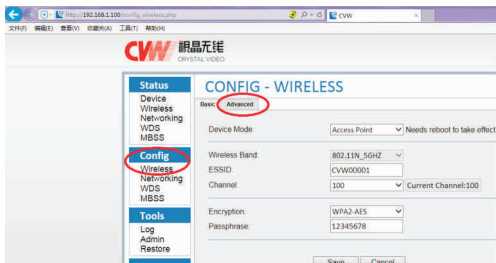 http://192.168.1.100/config_wireless.php
CVW
文件(F) 编辑(E) 查看(V) 收藏夹(A) 工具(T) 帮助(H)
CVW 视晶无线
CRYSTAL VIDEO
Status
Device
Wireless
Networking
WDS
MBSS
Config
Wireless
Networking
WDS
MBSS
Tools
Log
Admin
Restore
CONFIG - WIRELESS
Basic Advanced
Device Mode Access Point Needs reboot to take effect
Wireless Band: 802.11N_5GHZ
ESSID: CVW00001
Channel 100 Current Channel:100
Encryption: WPA2-AES
Passphrase: 12345678
Save Cancel